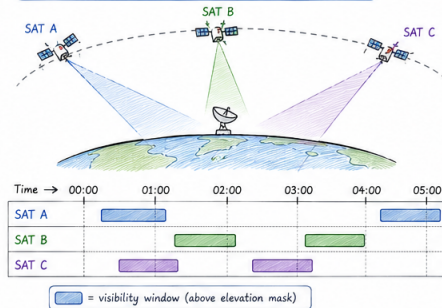 SAT B
SAT A
SAT C
Time → 00:00 01:00 02:00 03:00 04:00 05:00
SAT A
SAT B
SAT C
= visibility window (above elevation mask)